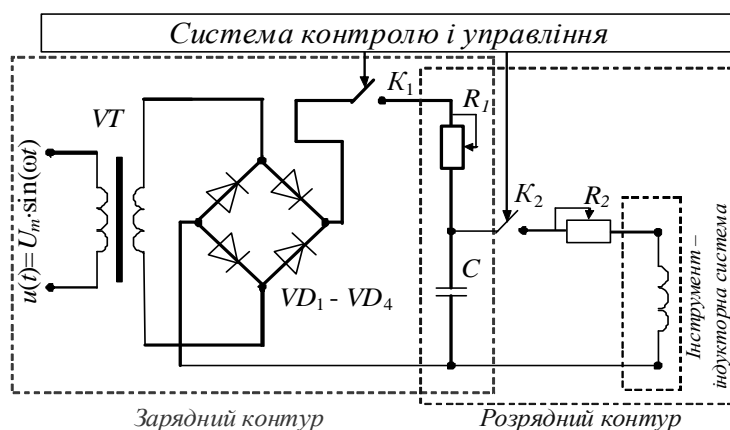 Система контролю і управління
K1
R1
VT
u(t)=Um·sin(ωt)
K2
R2
C
VD1 - VD4
Інструмент –
індукторна система
Зарядний контур
Розрядний контур